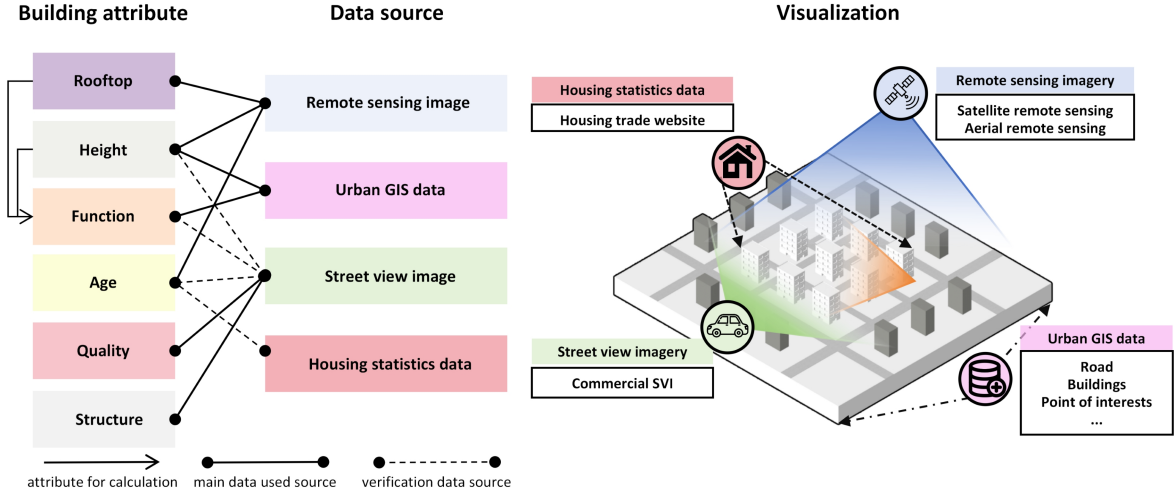 Building attribute
Data source
Visualization
Rooftop
Height
Function
Age
Quality
Structure
Remote sensing image
Urban GIS data
Street view image
Housing statistics data
attribute for calculation
main data used source
verification data source
Housing statistics data
Housing trade website
Remote sensing imagery
Satellite remote sensing
Aerial remote sensing
Street view imagery
Commercial SVI
Urban GIS data
Road
Buildings
Point of interests
...